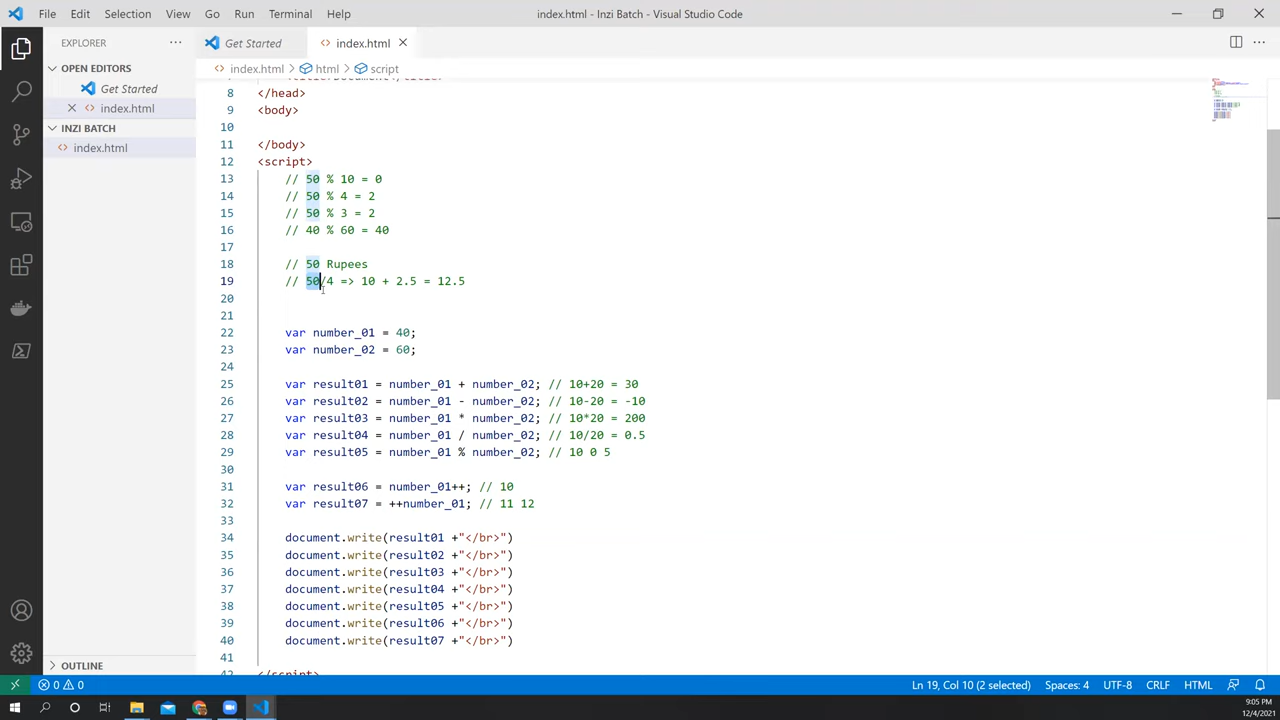 File Edit Selection View Go Run Terminal Help index.html - Inzi Batch - Visual Studio Code
EXPLORER
OPEN EDITORS
Get Started
index.html
INZI BATCH
index.html
OUTLINE
Get Started index.html
index.html > html > script
8 </head>
9 <body>
10
11 </body>
12 <script>
13 // 50 % 10 = 0
14 // 50 % 4 = 2
15 // 50 % 3 = 2
16 // 40 % 60 = 40
17
18 // 50 Rupees
19 // 50/4 => 10 + 2.5 = 12.5
20
21
22 var number_01 = 40;
23 var number_02 = 60;
24
25 var result01 = number_01 + number_02; // 10+20 = 30
26 var result02 = number_01 - number_02; // 10-20 = -10
27 var result03 = number_01 * number_02; // 10*20 = 200
28 var result04 = number_01 / number_02; // 10/20 = 0.5
29 var result05 = number_01 % number_02; // 10 0 5
30
31 var result06 = number_01++; // 10
32 var result07 = ++number_01; // 11 12
33
34 document.write(result01 +"</br>")
35 document.write(result02 +"</br>")
36 document.write(result03 +"</br>")
37 document.write(result04 +"</br>")
38 document.write(result05 +"</br>")
39 document.write(result06 +"</br>")
40 document.write(result07 +"</br>")
41
42 </script>
0 0 Ln 19, Col 10 (2 selected) Spaces: 4 UTF-8 CRLF HTML
9:05 PM
12/4/2021